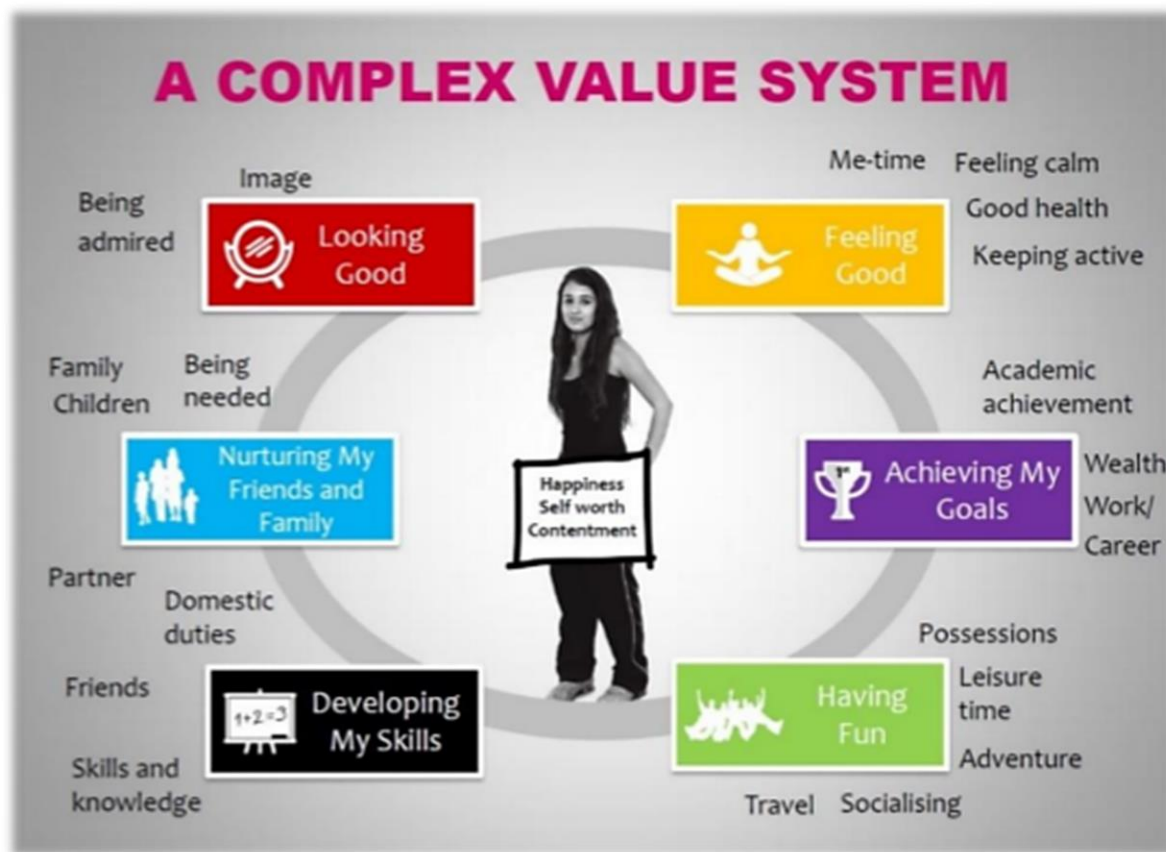 A COMPLEX VALUE SYSTEM
Image
Being
admired
Looking
Good
Me-time
Feeling calm
Good health
Keeping active
Feeling
Good
Family
Children
Being
needed
Nurturing My
Friends and
Family
Partner
Domestic
duties
Friends
Happiness
Self worth
Contentment
Academic
achievement
Achieving My
Goals
Wealth
Work/
Career
1+2=3
Developing
My Skills
Skills and
knowledge
Possessions
Leisure
time
Adventure
Having
Fun
Travel
Socialising